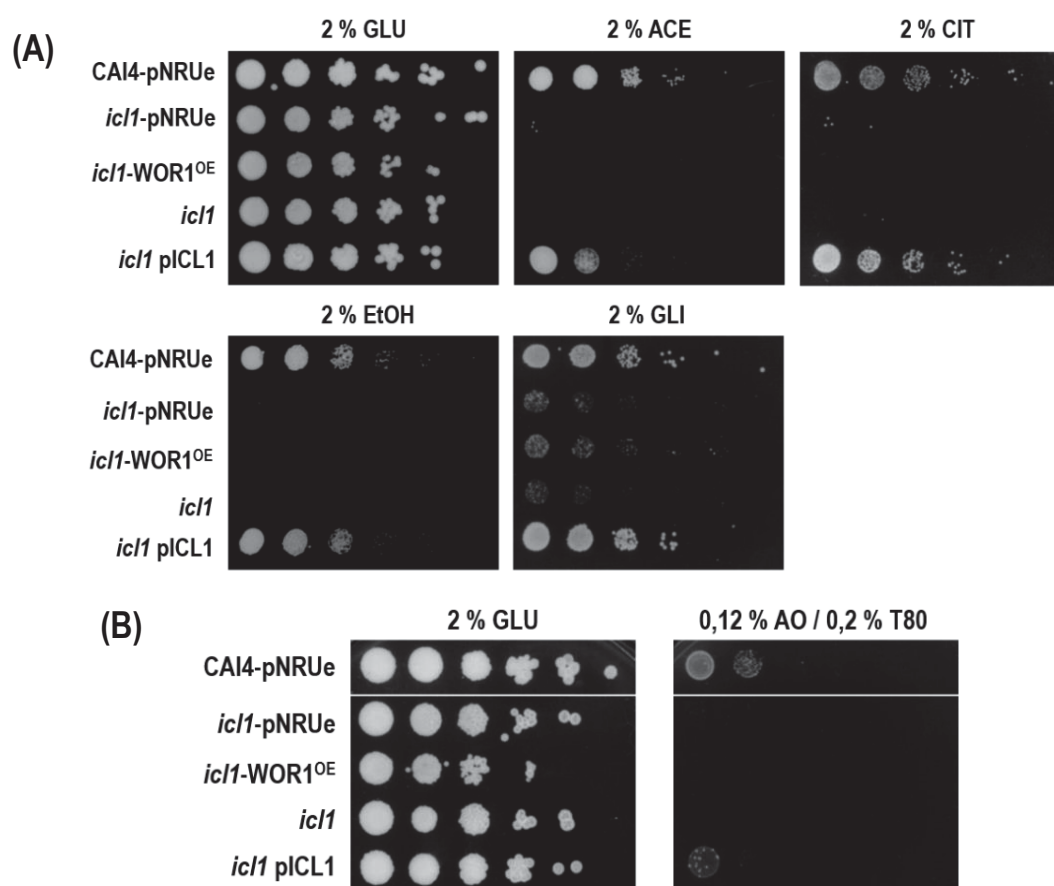 (A)
2 % GLU
2 % ACE
2 % CIT
CAI4-pNRUe
icl1-pNRUe
icl1-WOR1ᴼᴱ
icl1
icl1 pICL1
2 % EtOH
2 % GLI
CAI4-pNRUe
icl1-pNRUe
icl1-WOR1ᴼᴱ
icl1
icl1 pICL1
(B)
2 % GLU
0,12 % AO / 0,2 % T80
CAI4-pNRUe
icl1-pNRUe
icl1-WOR1ᴼᴱ
icl1
icl1 pICL1